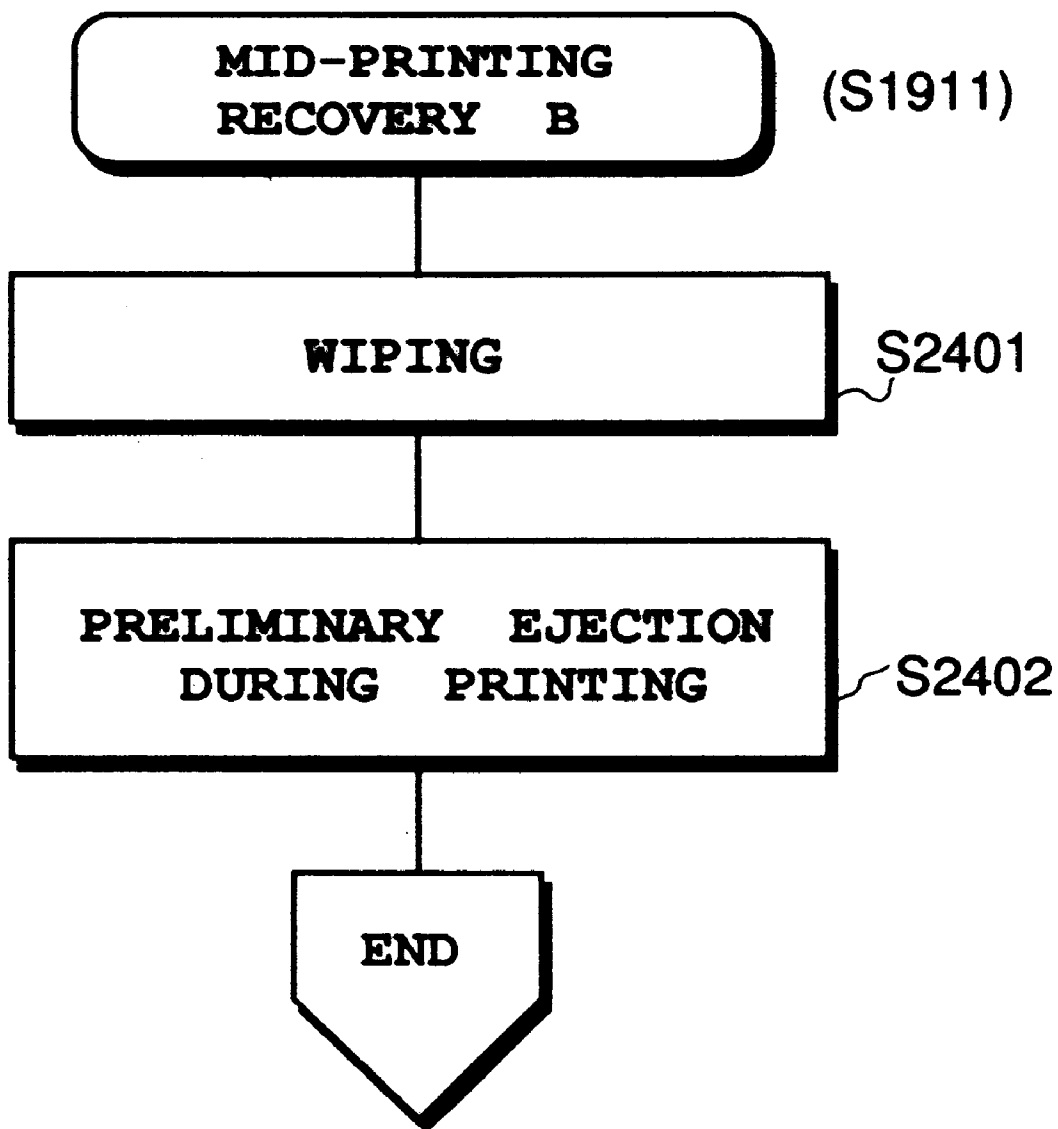 MID-PRINTING
RECOVERY B
(S1911)
WIPING
S2401
PRELIMINARY EJECTION
DURING PRINTING
S2402
END